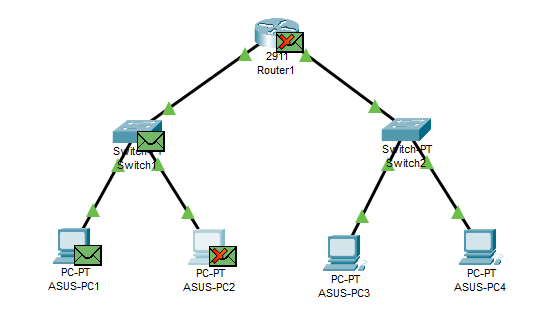 2911
Router1
Switch-PT
Switch1
Switch-PT
Switch2
PC-PT
ASUS-PC1
PC-PT
ASUS-PC2
PC-PT
ASUS-PC3
PC-PT
ASUS-PC4